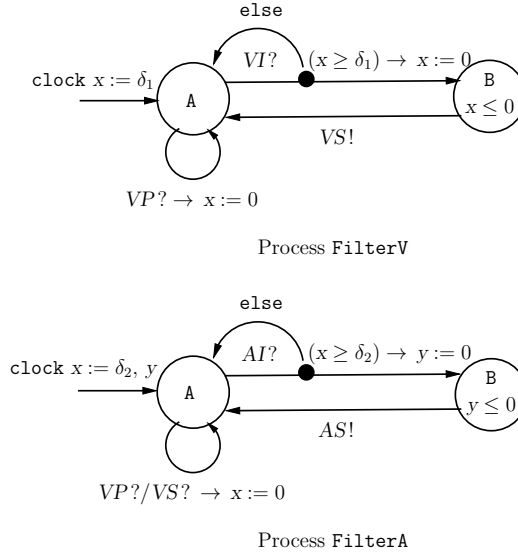 else
VI?
(x ≥ δ₁) → x := 0
clock x := δ₁
A
B
x ≤ 0
VS!
VP? → x := 0
Process FilterV
else
AI?
(x ≥ δ₂) → y := 0
clock x := δ₂, y
A
B
y ≤ 0
AS!
VP?/VS? → x := 0
Process FilterA